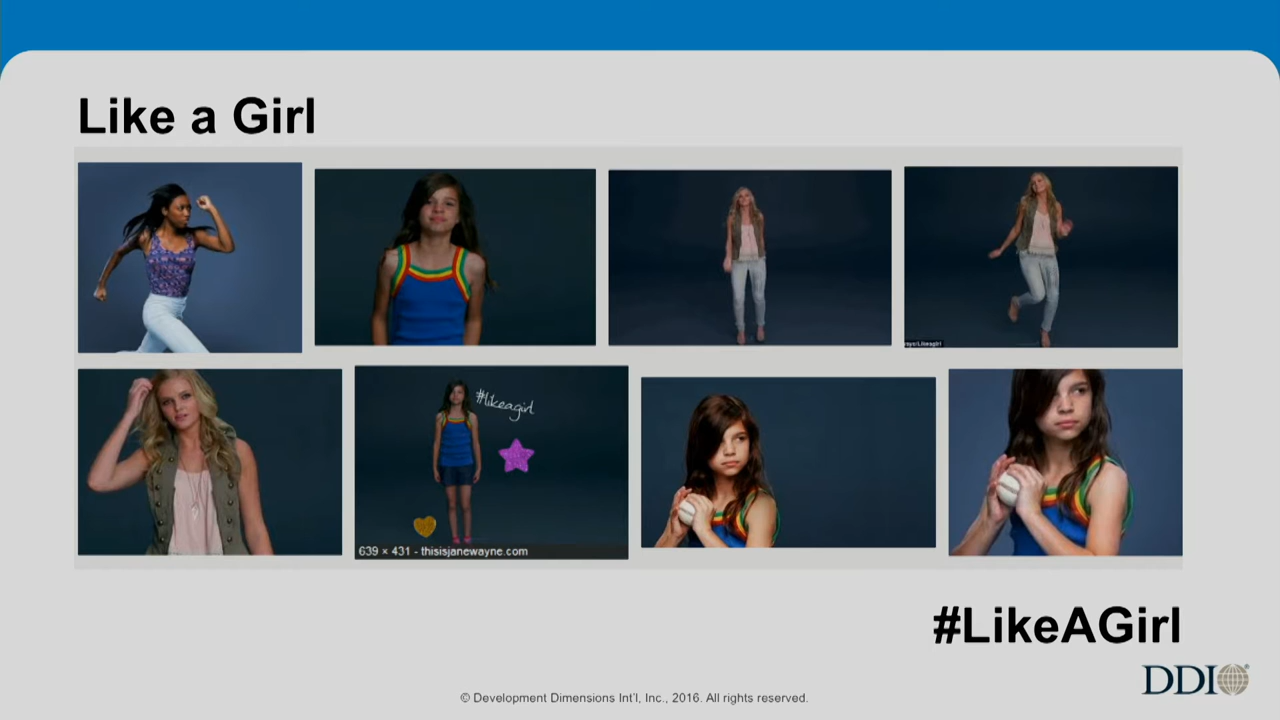 Like a Girl
#likeagirl
639 × 431 - thisisjanewayne.com
#LikeAGirl
DDI
© Development Dimensions Int'l, Inc., 2016. All rights reserved.